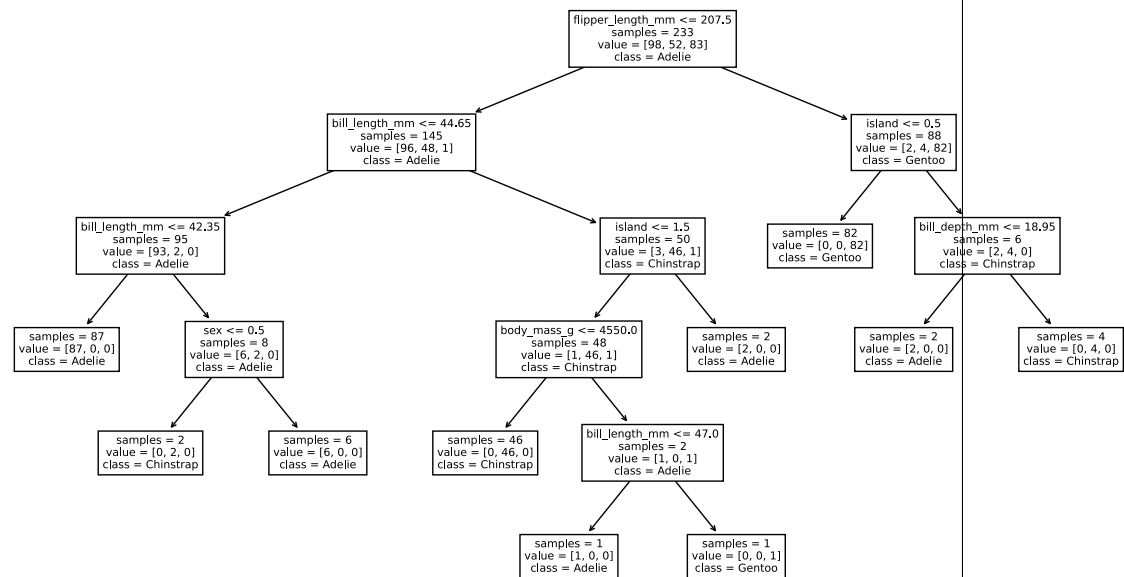 flipper_length_mm <= 207.5
samples = 233
value = [98, 52, 83]
class = Adelie
bill_length_mm <= 44.65
samples = 145
value = [96, 48, 1]
class = Adelie
island <= 0.5
samples = 88
value = [2, 4, 82]
class = Gentoo
bill_length_mm <= 42.35
samples = 95
value = [93, 2, 0]
class = Adelie
island <= 1.5
samples = 50
value = [3, 46, 1]
class = Chinstrap
samples = 82
value = [0, 0, 82]
class = Gentoo
bill_depth_mm <= 18.95
samples = 6
value = [2, 4, 0]
class = Chinstrap
samples = 87
value = [87, 0, 0]
class = Adelie
sex <= 0.5
samples = 8
value = [6, 2, 0]
class = Adelie
body_mass_g <= 4550.0
samples = 48
value = [1, 46, 1]
class = Chinstrap
samples = 2
value = [2, 0, 0]
class = Adelie
samples = 2
value = [2, 0, 0]
class = Adelie
samples = 4
value = [0, 4, 0]
class = Chinstrap
samples = 2
value = [0, 2, 0]
class = Chinstrap
samples = 6
value = [6, 0, 0]
class = Adelie
samples = 46
value = [0, 46, 0]
class = Chinstrap
bill_length_mm <= 47.0
samples = 2
value = [1, 0, 1]
class = Adelie
samples = 1
value = [1, 0, 0]
class = Adelie
samples = 1
value = [0, 0, 1]
class = Gentoo